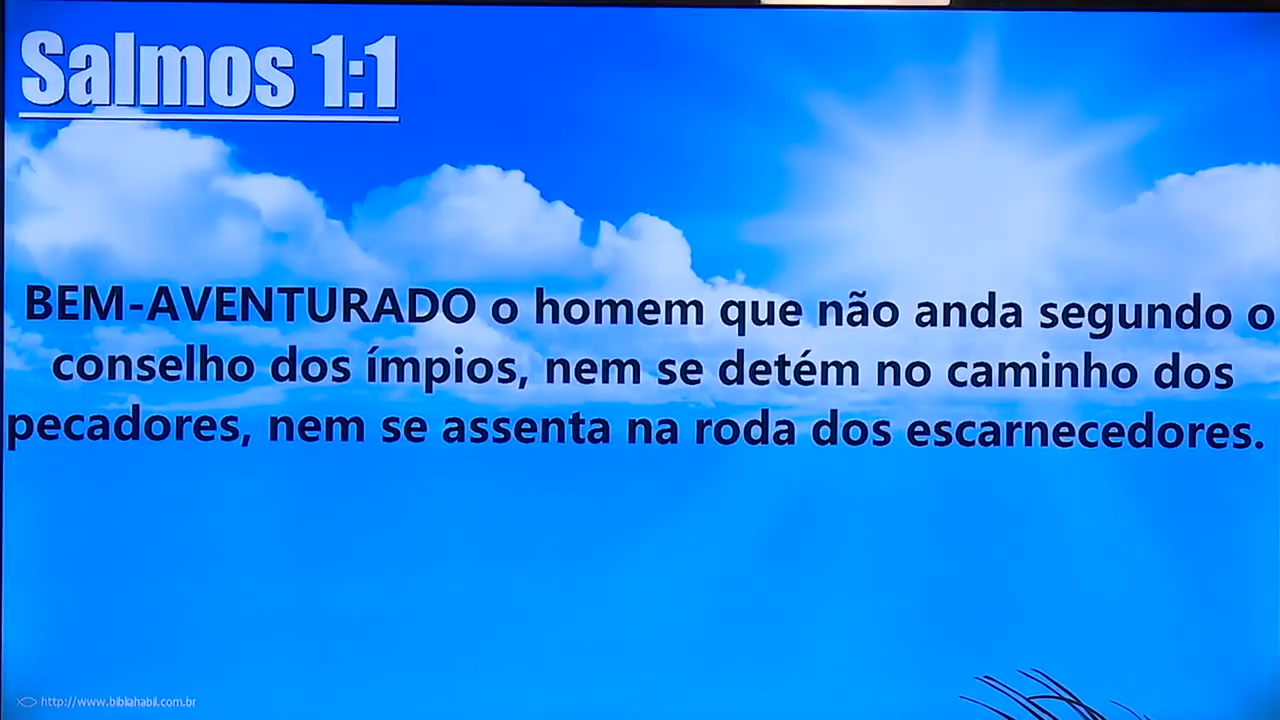 Salmos 1:1
BEM-AVENTURADO o homem que não anda segundo o
conselho dos ímpios, nem se detém no caminho dos
pecadores, nem se assenta na roda dos escarnecedores.
http://www.bibliahabil.com.br